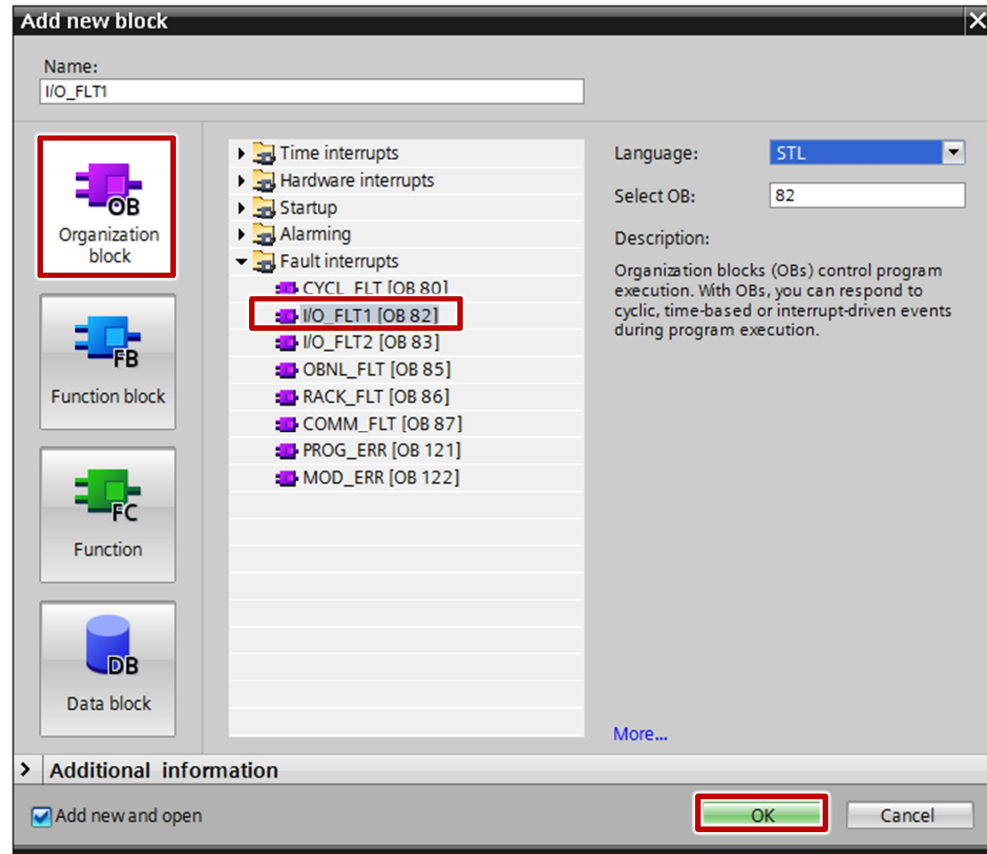 Add new block
Name:
I/O_FLT1
OB
Organization
block
FB
Function block
FC
Function
DB
Data block
Time interrupts
Hardware interrupts
Startup
Alarming
Fault interrupts
CYCL_FLT [OB 80]
I/O_FLT1 [OB 82]
I/O_FLT2 [OB 83]
OBNL_FLT [OB 85]
RACK_FLT [OB 86]
COMM_FLT [OB 87]
PROG_ERR [OB 121]
MOD_ERR [OB 122]
Language:
STL
Select OB:
82
Description:
Organization blocks (OBs) control program
execution. With OBs, you can respond to
cyclic, time-based or interrupt-driven events
during program execution.
More...
Additional information
Add new and open
OK
Cancel